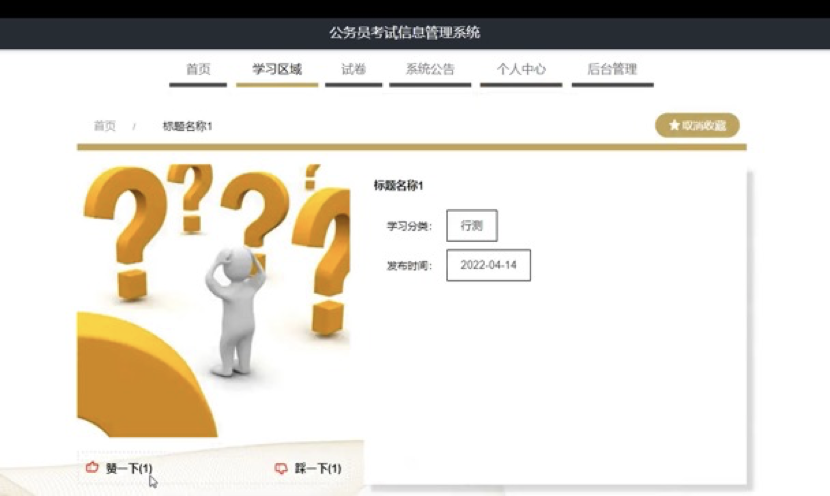 公务员考试信息管理系统
首页 学习区域 试卷 系统公告 个人中心 后台管理
首页 / 标题名称1
★取消收藏
标题名称1
学习分类: 行测
发布时间: 2022-04-14
赞一下(1) 踩一下(1)